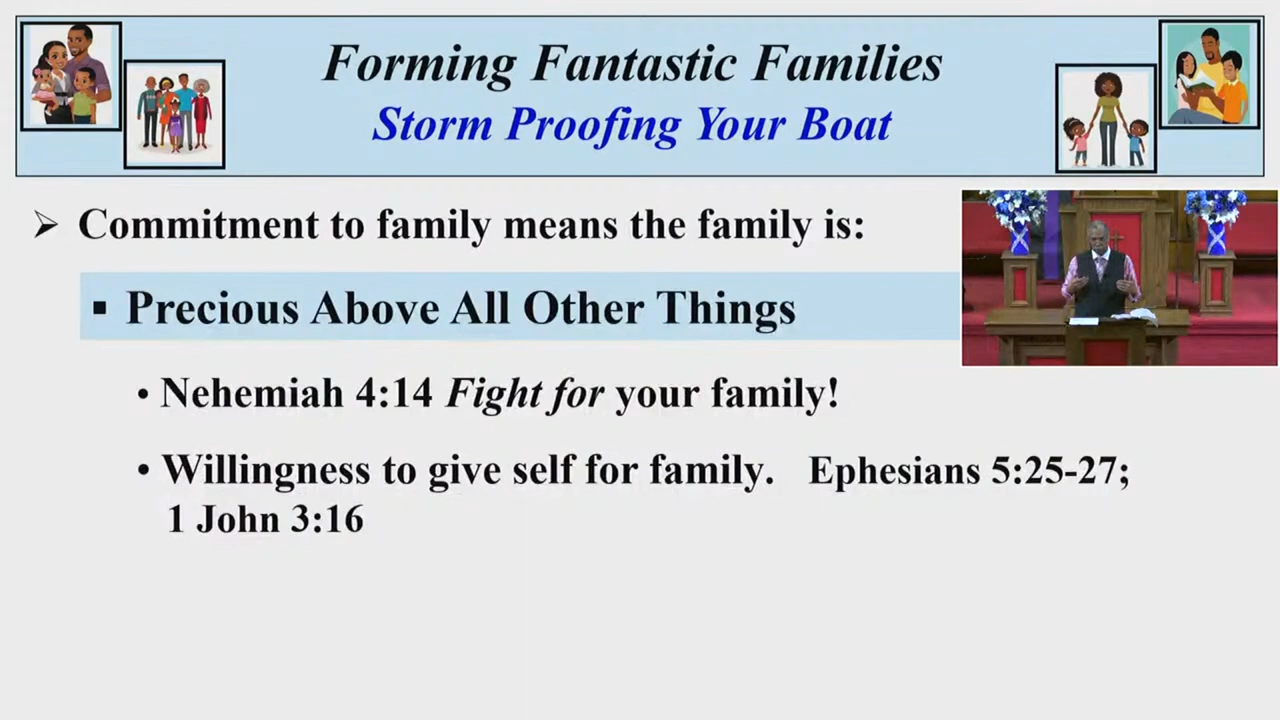 Forming Fantastic Families
Storm Proofing Your Boat
➢ Commitment to family means the family is:
▪ Precious Above All Other Things
• Nehemiah 4:14 Fight for your family!
• Willingness to give self for family. Ephesians 5:25-27;
1 John 3:16